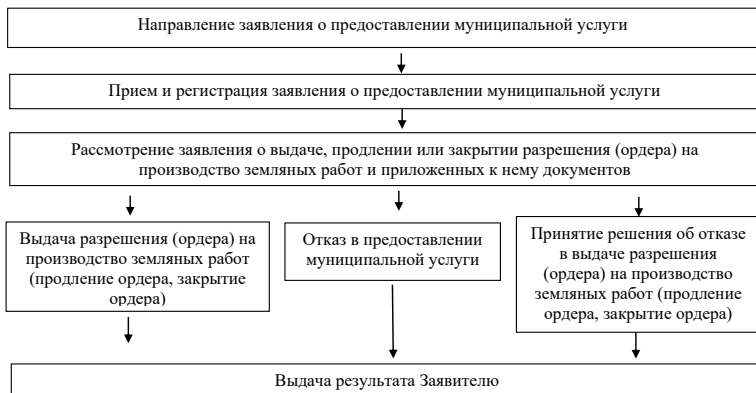 Направление заявления о предоставлении муниципальной услуги
Прием и регистрация заявления о предоставлении муниципальной услуги
Рассмотрение заявления о выдаче, продлении или закрытии разрешения (ордера) на
производство земляных работ и приложенных к нему документов
Выдача разрешения (ордера) на
производство земляных работ
(продление ордера, закрытие
ордера)
Отказ в предоставлении
муниципальной услуги
Принятие решения об отказе
в выдаче разрешения
(ордера) на производство
земляных работ (продление
ордера, закрытие ордера)
Выдача результата Заявителю